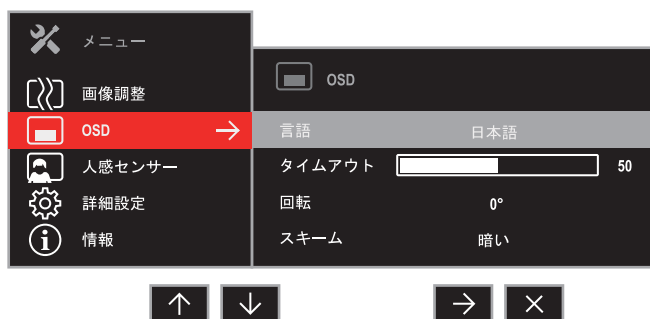 メニュー
画像調整
OSD
人感センサー
詳細設定
情報
OSD
言語 日本語
タイムアウト 50
回転 0°
スキーム 暗い